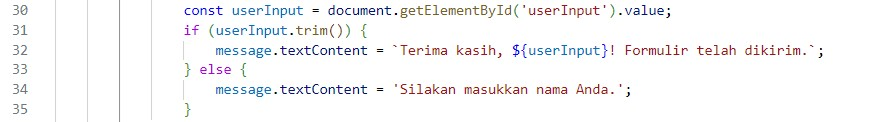 30 const userInput = document.getElementById('userInput').value;
31 if (userInput.trim()) {
32 message.textContent = `Terima kasih, ${userInput}! Formulir telah dikirim.`;
33 } else {
34 message.textContent = 'Silakan masukkan nama Anda.';
35 }